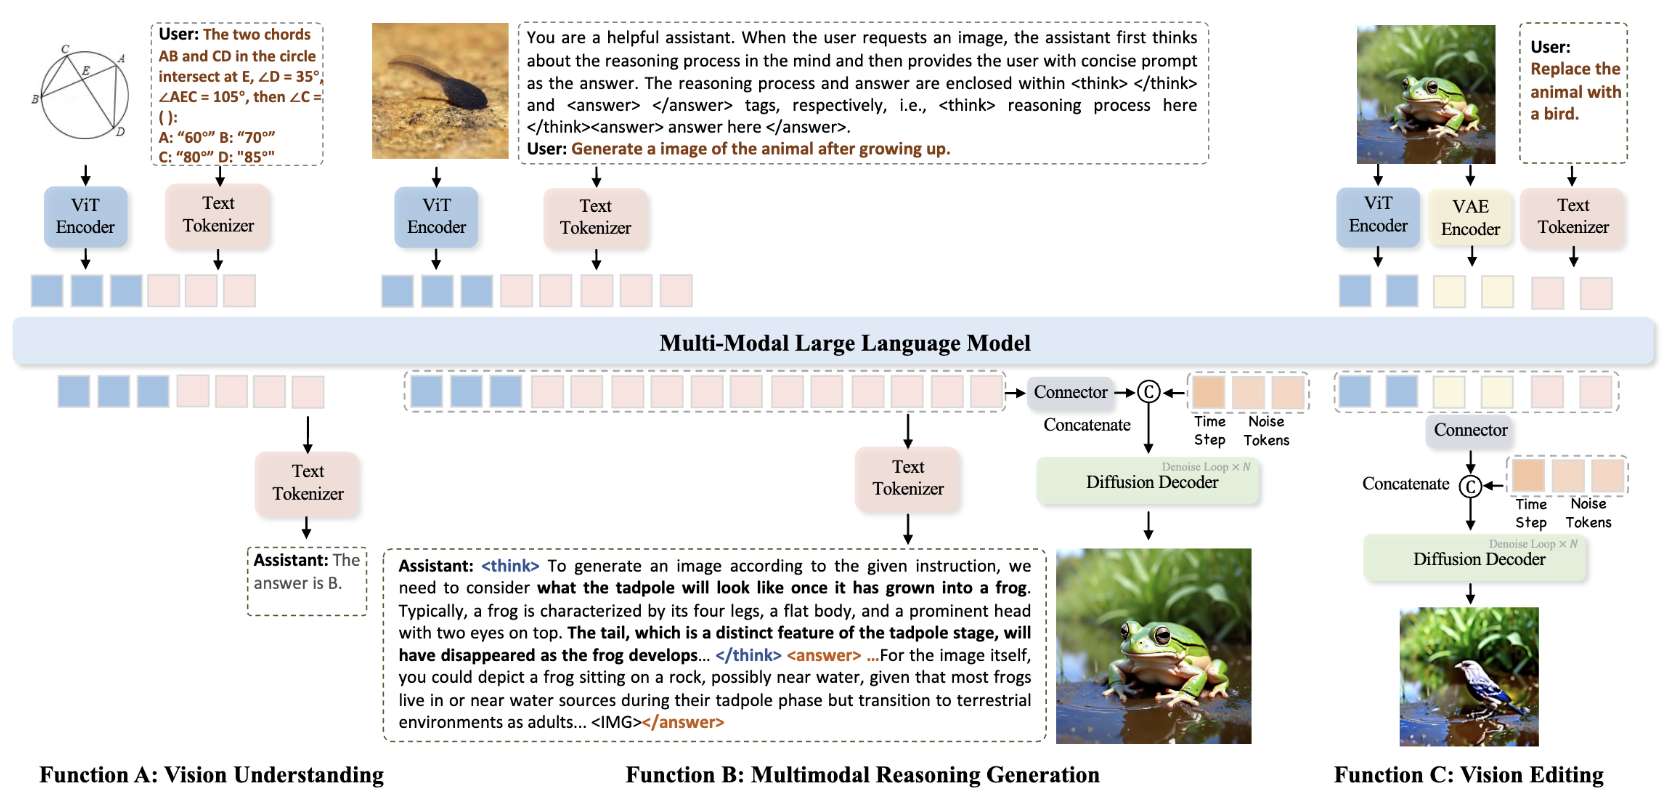 C
A
E
B
D
User: The two chords
AB and CD in the circle
intersect at E, ∠D = 35°,
∠AEC = 105°, then ∠C =
( ):
A: “60°” B: “70°”
C: “80°” D: "85°"
You are a helpful assistant. When the user requests an image, the assistant first thinks
about the reasoning process in the mind and then provides the user with concise prompt
as the answer. The reasoning process and answer are enclosed within <think> </think>
and <answer> </answer> tags, respectively, i.e., <think> reasoning process here
</think><answer> answer here </answer>.
User: Generate a image of the animal after growing up.
User:
Replace the
animal with
a bird.
ViT
Encoder
Text
Tokenizer
ViT
Encoder
Text
Tokenizer
ViT
Encoder
VAE
Encoder
Text
Tokenizer
Multi-Modal Large Language Model
Connector
C
Concatenate
Time
Step
Noise
Tokens
Text
Tokenizer
Text
Tokenizer
Denoise Loop × N
Diffusion Decoder
Connector
Concatenate
C
Time
Step
Noise
Tokens
Denoise Loop × N
Diffusion Decoder
Assistant: The
answer is B.
Assistant: <think> To generate an image according to the given instruction, we
need to consider what the tadpole will look like once it has grown into a frog.
Typically, a frog is characterized by its four legs, a flat body, and a prominent head
with two eyes on top. The tail, which is a distinct feature of the tadpole stage, will
have disappeared as the frog develops... </think> <answer> ...For the image itself,
you could depict a frog sitting on a rock, possibly near water, given that most frogs
live in or near water sources during their tadpole phase but transition to terrestrial
environments as adults... <IMG></answer>
Function A: Vision Understanding
Function B: Multimodal Reasoning Generation
Function C: Vision Editing